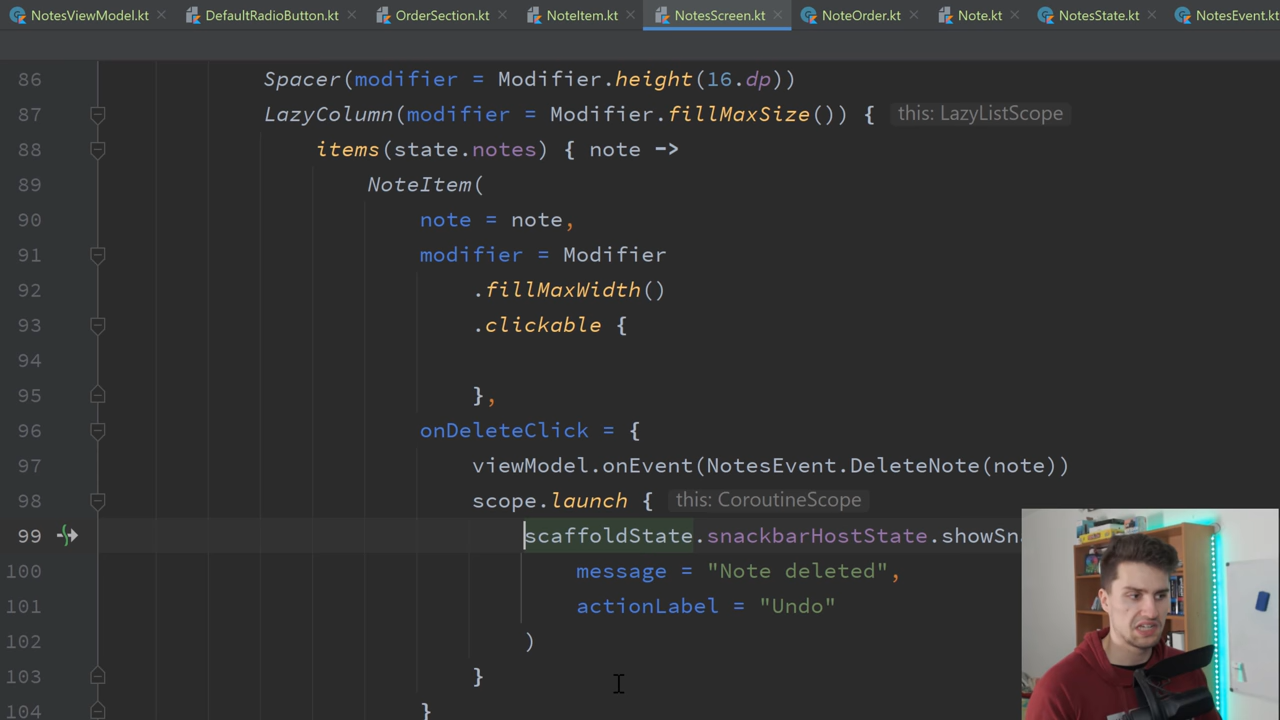 NotesViewModel.kt DefaultRadioButton.kt OrderSection.kt NoteItem.kt NotesScreen.kt NoteOrder.kt Note.kt NotesState.kt NotesEvent.kt
86 Spacer(modifier = Modifier.height(16.dp))
87 LazyColumn(modifier = Modifier.fillMaxSize()) { this: LazyListScope
88 items(state.notes) { note ->
89 NoteItem(
90 note = note,
91 modifier = Modifier
92 .fillMaxWidth()
93 .clickable {
94
95 },
96 onDeleteClick = {
97 viewModel.onEvent(NotesEvent.DeleteNote(note))
98 scope.launch { this: CoroutineScope
99 scaffoldState.snackbarHostState.showSn
100 message = "Note deleted",
101 actionLabel = "Undo"
102 )
103 }
104 }